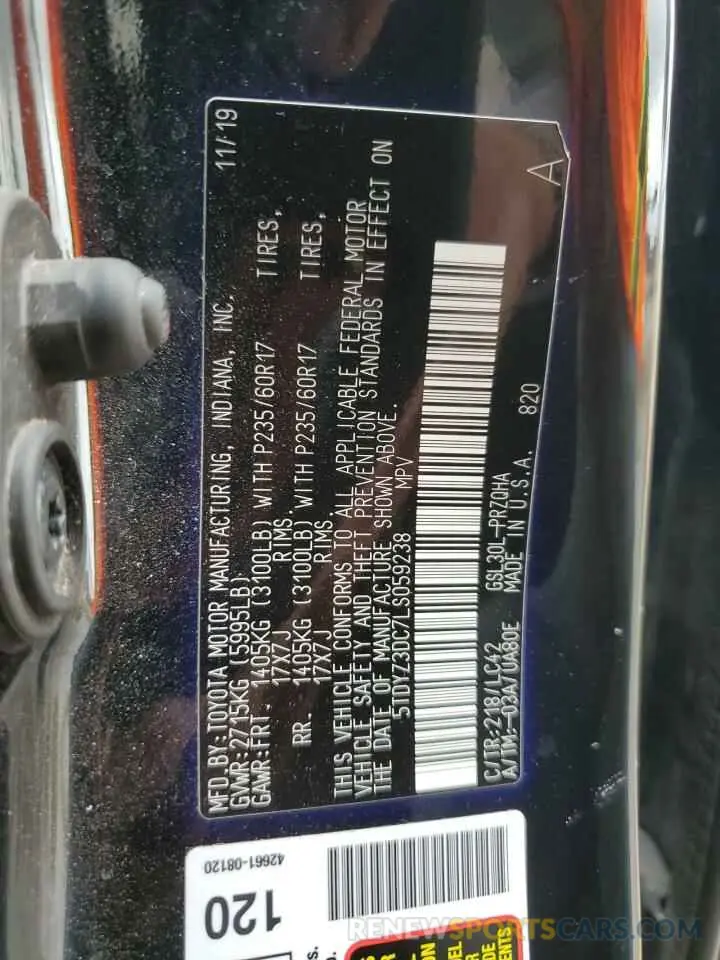 MFD.BY:TOYOTA MOTOR MANUFACTURING, INDIANA, INC. 11/19
GVWR:2715KG (5995LB)
GAWR:FRT. 1405KG (3100LB) WITH P235/60R17 TIRES,
17X7J RIMS,
RR. 1405KG (3100LB) WITH P235/60R17 TIRES,
17X7J RIMS.
THIS VEHICLE CONFORMS TO ALL APPLICABLE FEDERAL MOTOR
VEHICLE SAFETY AND THEFT PREVENTION STANDARDS IN EFFECT ON
THE DATE OF MANUFACTURE SHOWN ABOVE.
5TDYZ3DC7LS059238 MPV
C/TR:218/LC42 GSL30L-PRZQHA 820
A/TM:-03A/UA80E MADE IN U.S.A.
A
42661-08120
120
RENEWSPORTSCARS.COM